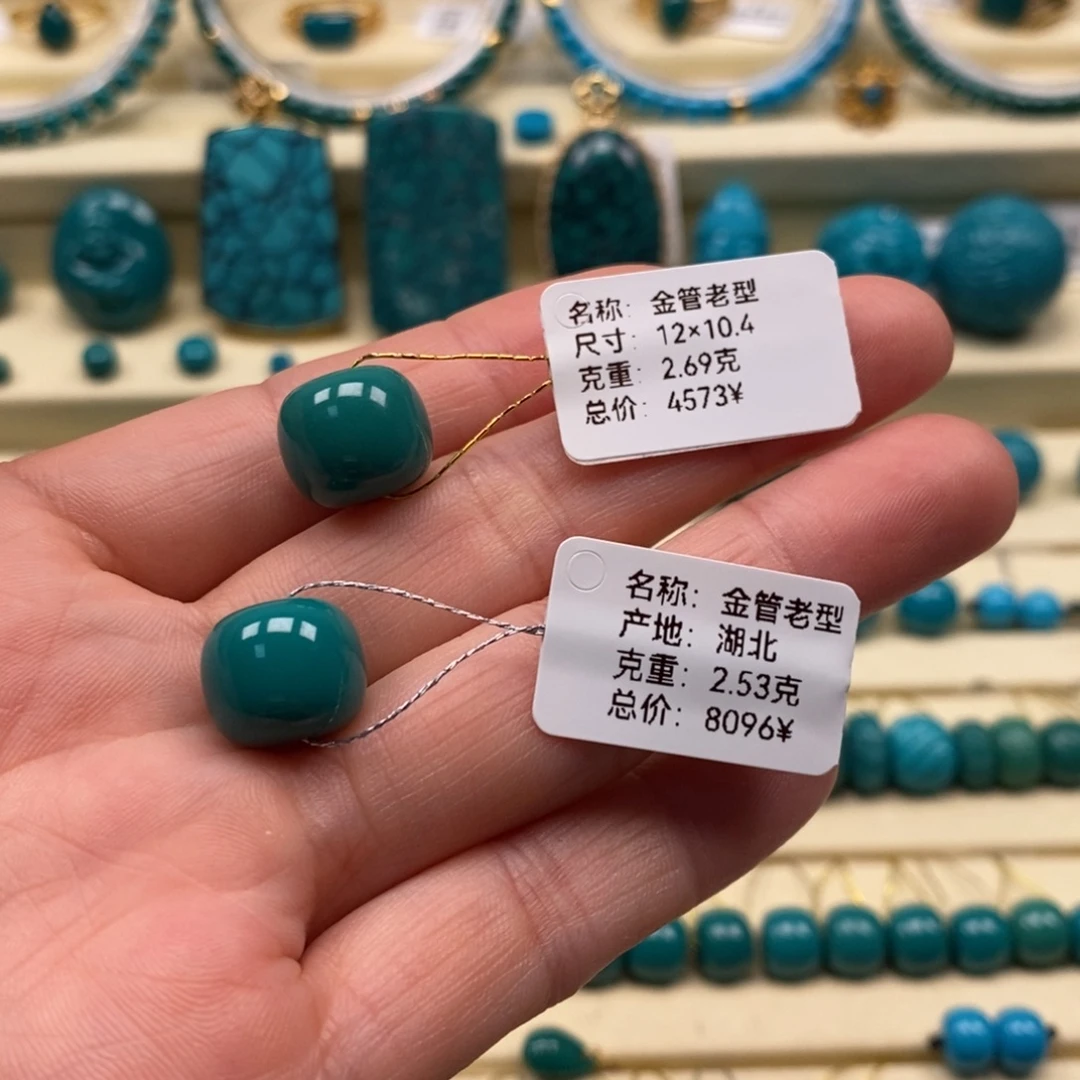 名称: 金管老型
尺寸: 12×10.4
克重: 2.69克
总价: 4573¥
名称: 金管老型
产地: 湖北
克重: 2.53克
总价: 8096¥